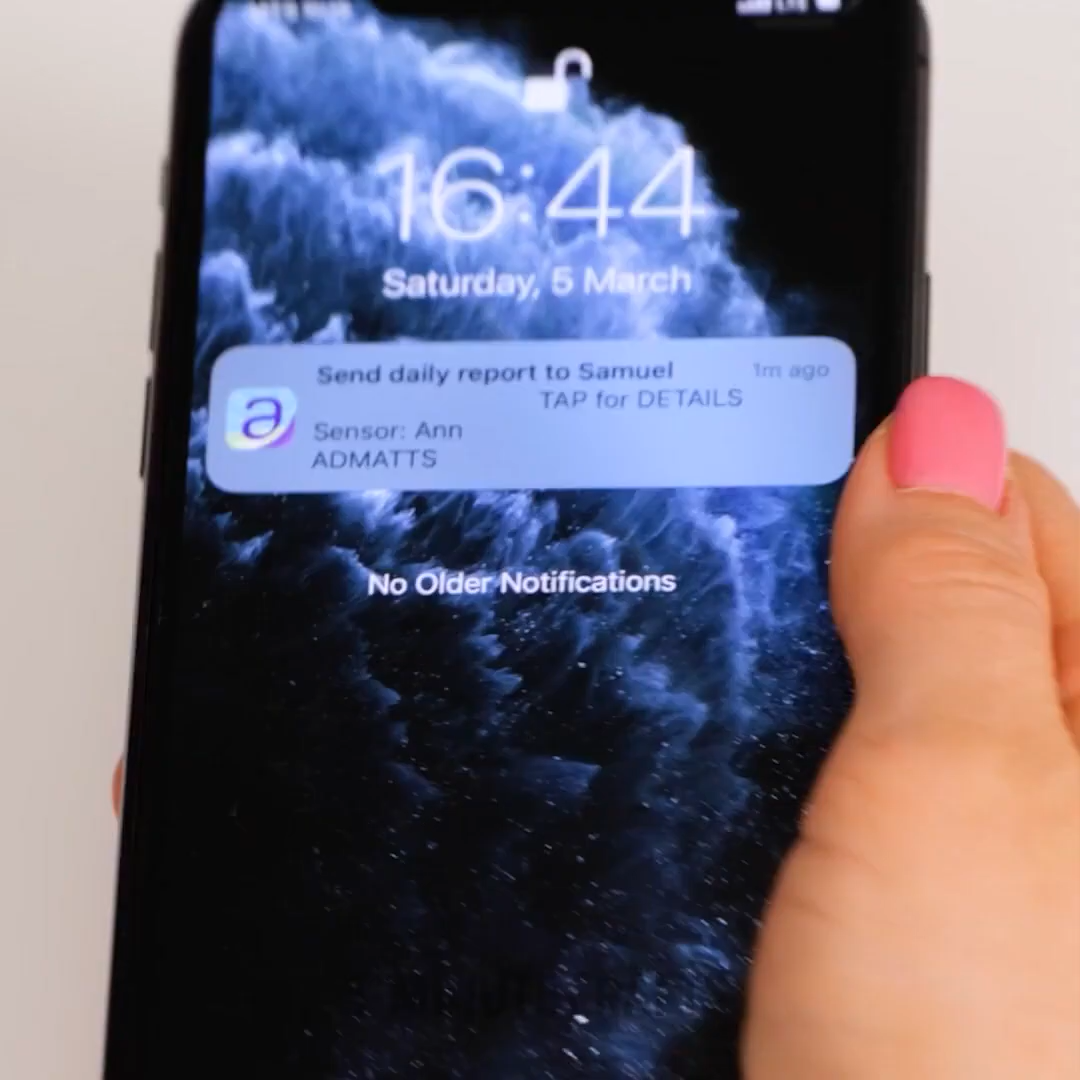 LTE
16:44
Saturday, 5 March
Send daily report to Samuel 1m ago
TAP for DETAILS
a
Sensor: Ann
ADMATTS
No Older Notifications